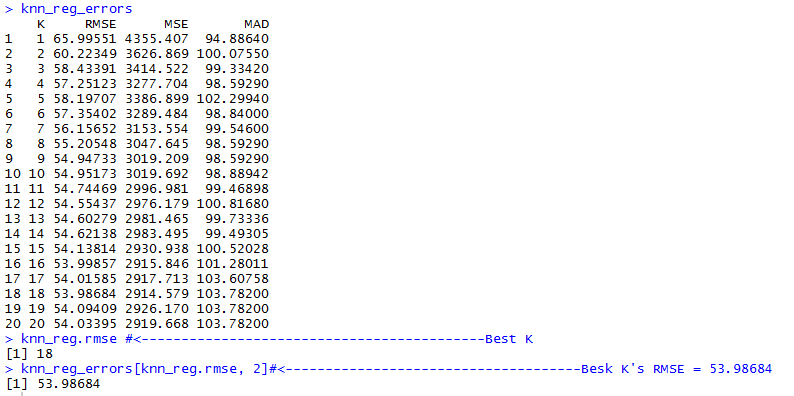 > knn_reg_errors
K RMSE MSE MAD
1 1 65.99551 4355.407 94.88640
2 2 60.22349 3626.869 100.07550
3 3 58.43391 3414.522 99.33420
4 4 57.25123 3277.704 98.59290
5 5 58.19707 3386.899 102.29940
6 6 57.35402 3289.484 98.84000
7 7 56.15652 3153.554 99.54600
8 8 55.20548 3047.645 98.59290
9 9 54.94733 3019.209 98.59290
10 10 54.95173 3019.692 98.88942
11 11 54.74469 2996.981 99.46898
12 12 54.55437 2976.179 100.81680
13 13 54.60279 2981.465 99.73336
14 14 54.62138 2983.495 99.49305
15 15 54.13814 2930.938 100.52028
16 16 53.99857 2915.846 101.28011
17 17 54.01585 2917.713 103.60758
18 18 53.98684 2914.579 103.78200
19 19 54.09409 2926.170 103.78200
20 20 54.03395 2919.668 103.78200
> knn_reg.rmse #<-------------------------------------------Best K
[1] 18
> knn_reg_errors[knn_reg.rmse, 2]#<-------------------------------------Besk K's RMSE = 53.98684
[1] 53.98684